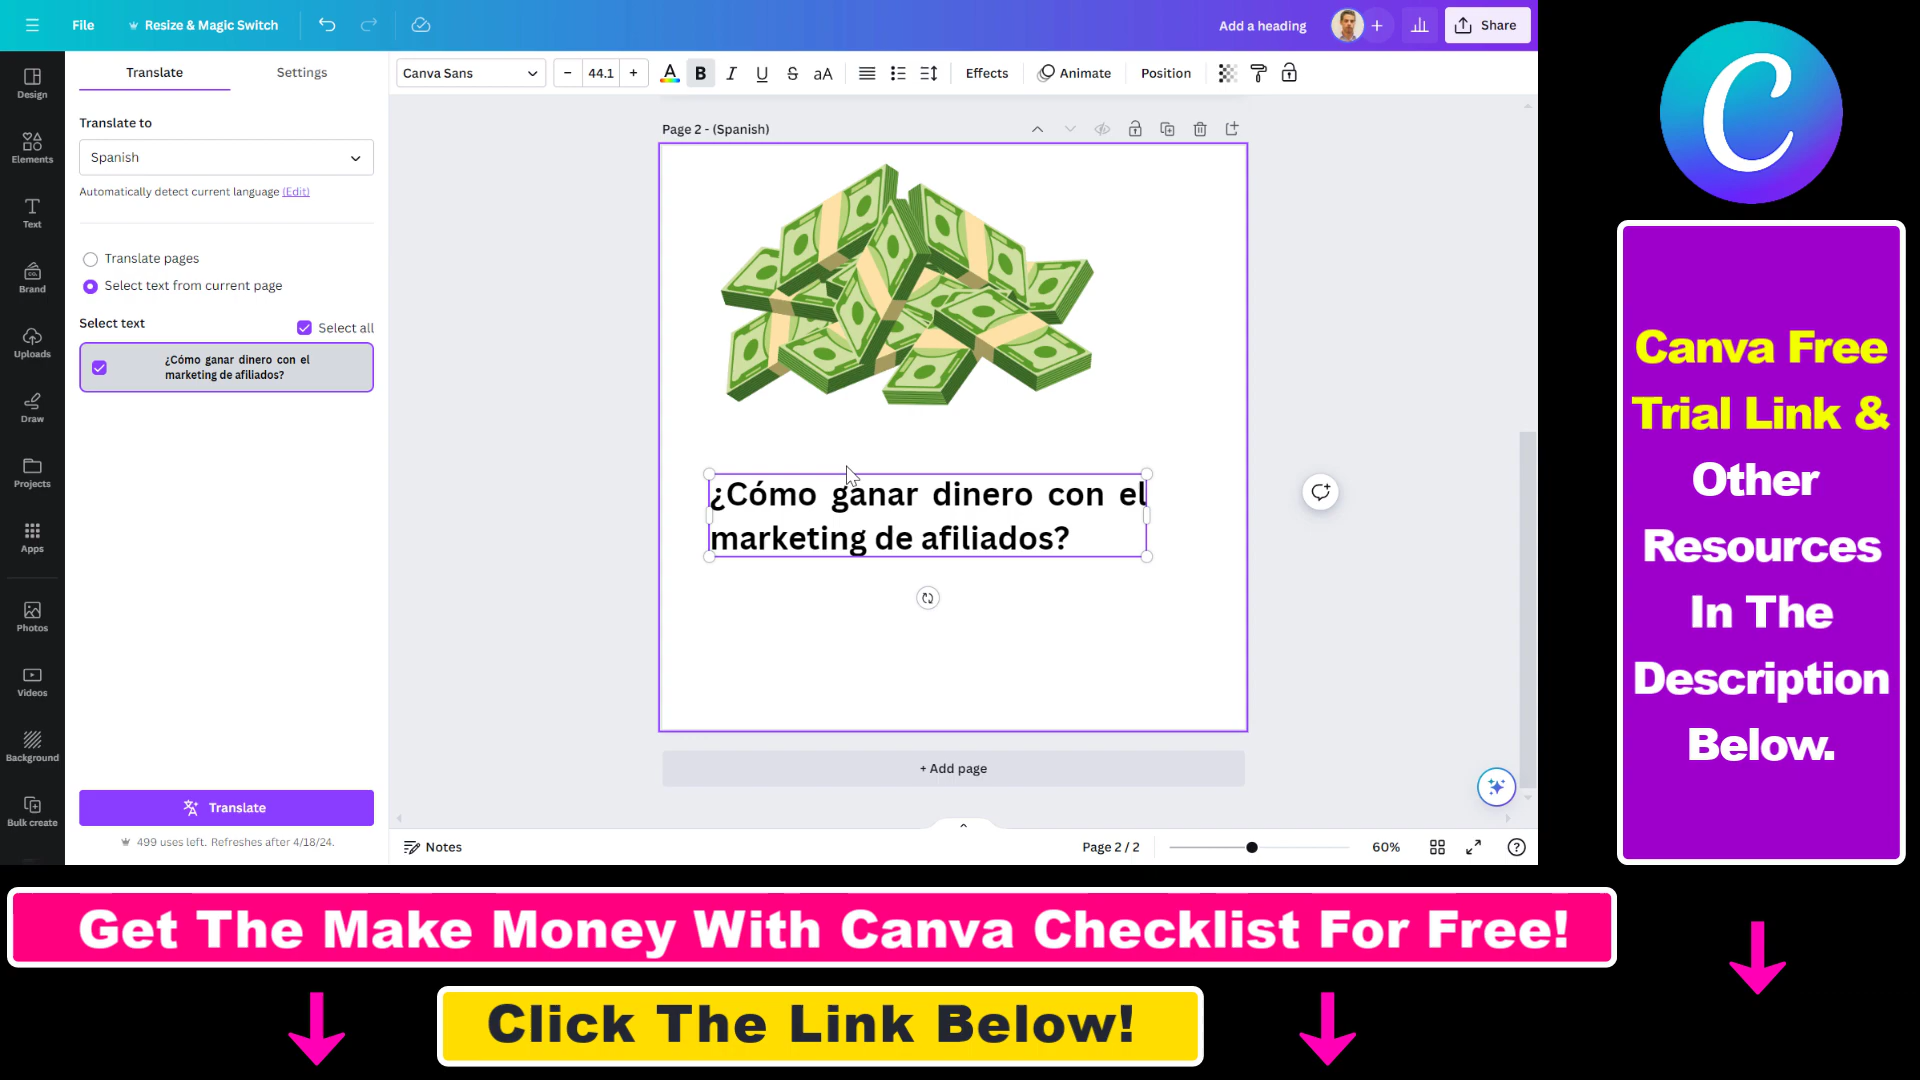 File
Resize & Magic Switch
Add a heading
Share
Design
Elements
Text
Brand
Uploads
Draw
Projects
Apps
Photos
Videos
Background
Bulk create
Translate
Settings
Translate to
Spanish
Automatically detect current language (Edit)
Translate pages
Select text from current page
Select text
Select all
¿Cómo ganar dinero con el
marketing de afiliados?
Translate
499 uses left. Refreshes after 4/18/24.
Canva Sans
44.1
A
B
I
U
S
aA
Effects
Animate
Position
Page 2 - (Spanish)
¿Cómo ganar dinero con el
marketing de afiliados?
+ Add page
Notes
Page 2 / 2
60%
C
Canva Free
Trial Link &
Other
Resources
In The
Description
Below.
Get The Make Money With Canva Checklist For Free!
Click The Link Below!